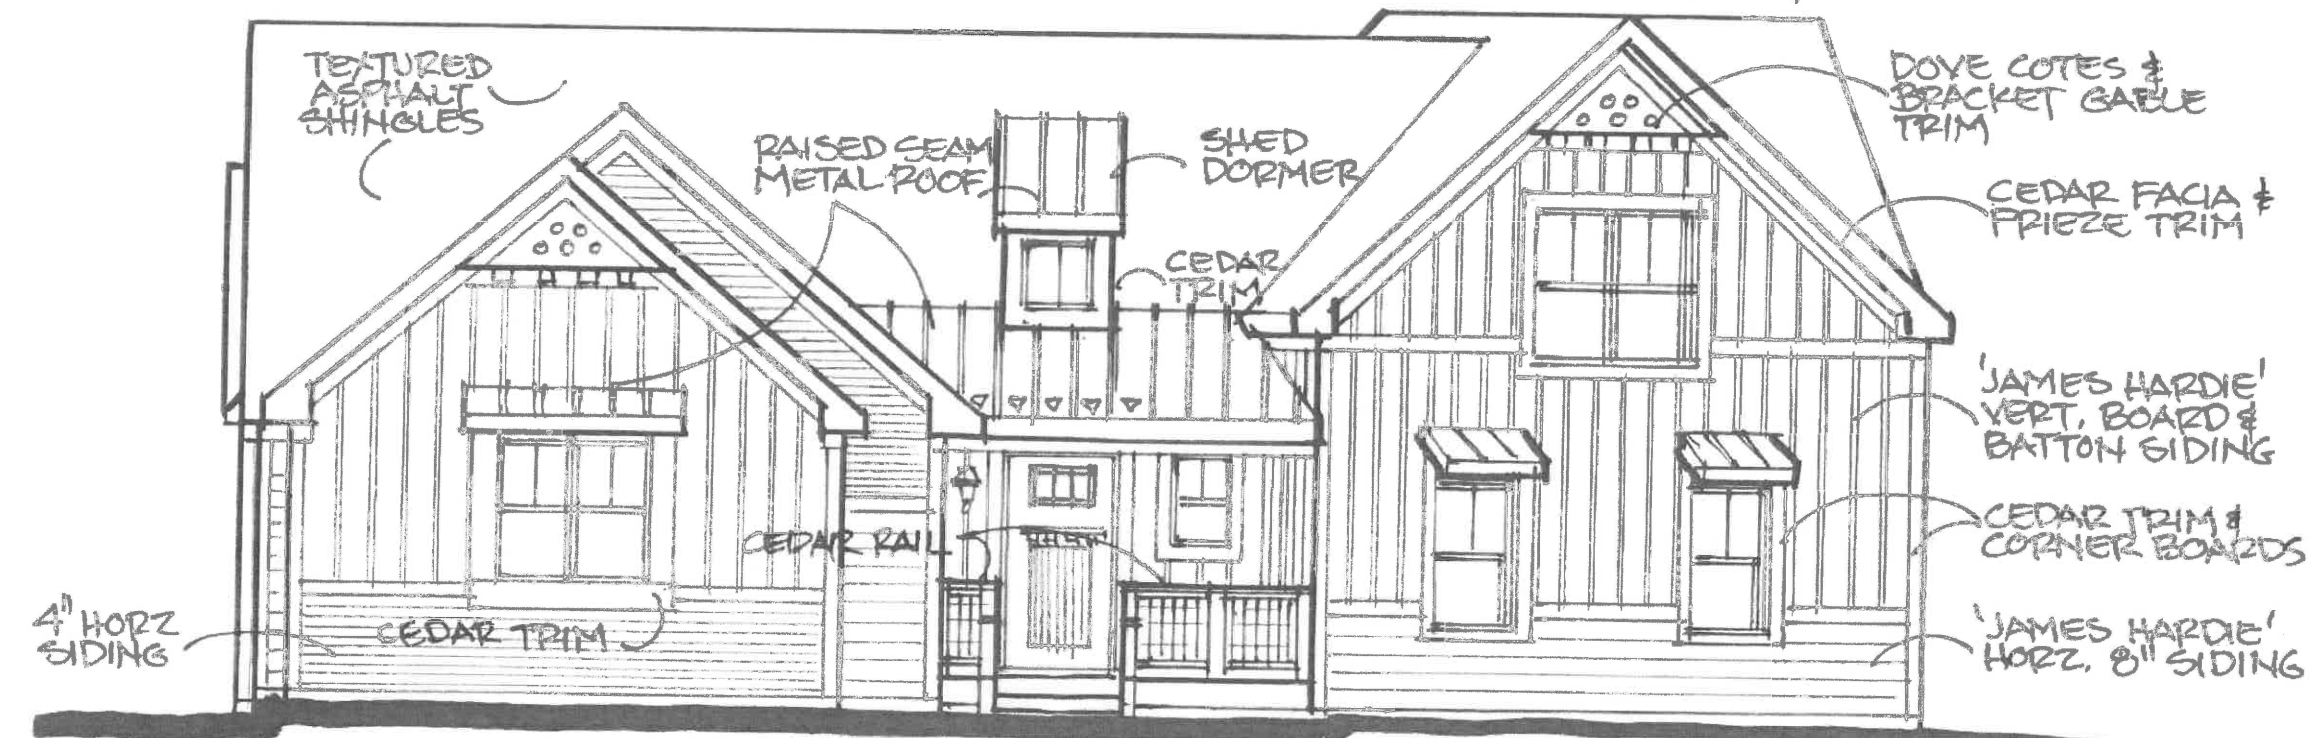 TEXTURED
ASPHALT
SHINGLES
RAISED SEAM
METAL ROOF
SHED
DORMER
CEDAR
TRIM
DOVE COTES &
BRACKET GABLE
TRIM
CEDAR FACIA &
FRIEZE TRIM
'JAMES HARDIE'
VERT. BOARD &
BATTON SIDING
CEDAR TRIM &
CORNER BOARDS
'JAMES HARDIE'
HORZ. 8" SIDING
CEDAR RAIL
CEDAR TRIM
4" HORZ
SIDING